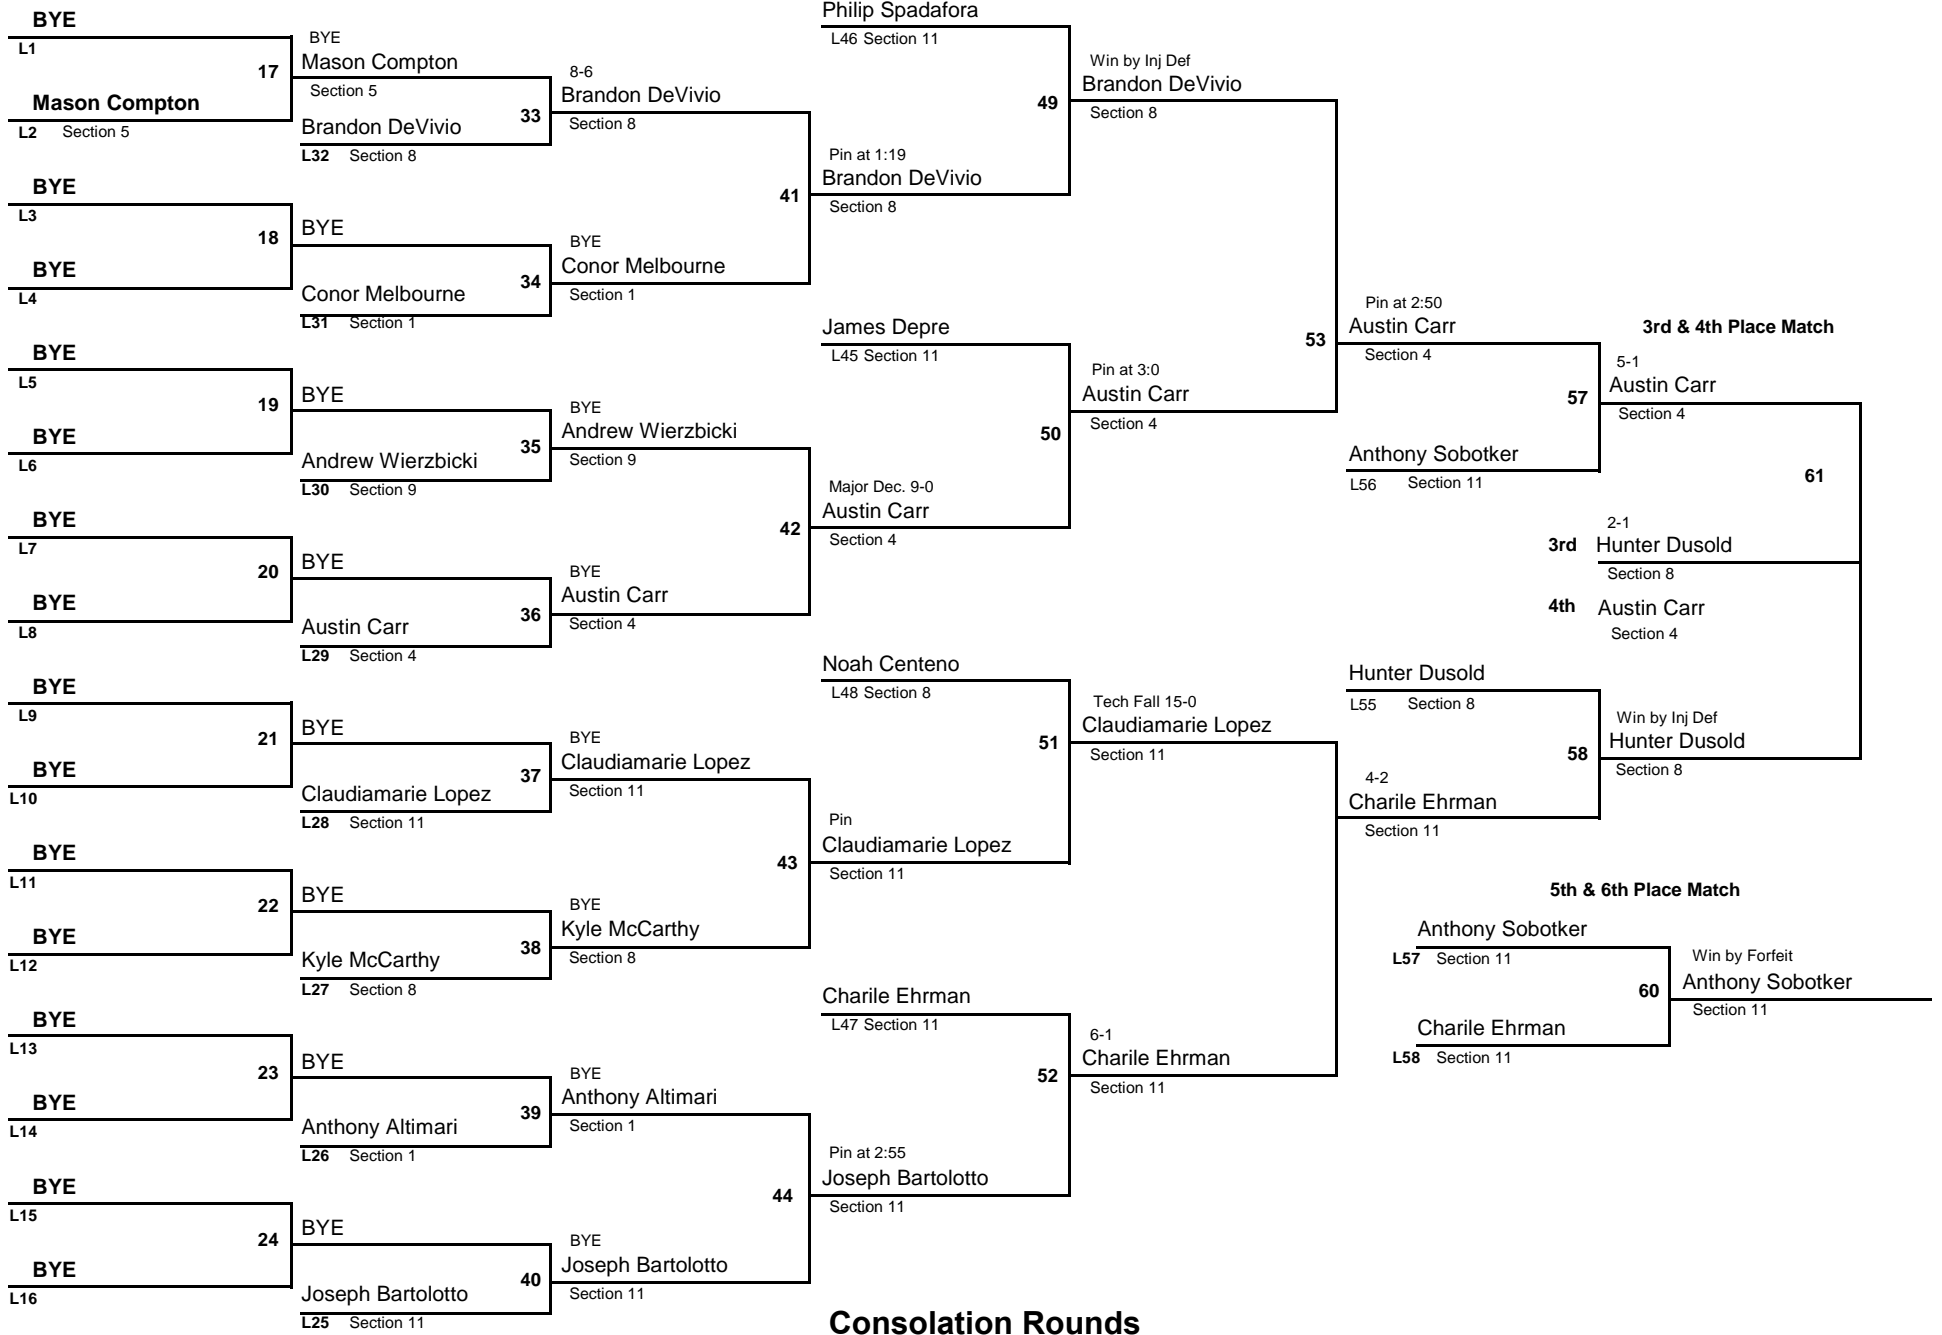 BYE
L1
17
Mason Compton
L2 Section 5
BYE
L3
18
BYE
L4
BYE
L5
19
BYE
L6
BYE
L7
20
BYE
L8
BYE
L9
21
BYE
L10
BYE
L11
22
BYE
L12
BYE
L13
23
BYE
L14
BYE
L15
24
BYE
L16
BYE
Mason Compton
Section 5
33
Brandon DeVivio
L32 Section 8
BYE
34
Conor Melbourne
L31 Section 1
BYE
35
Andrew Wierzbicki
L30 Section 9
BYE
36
Austin Carr
L29 Section 4
BYE
37
Claudiamarie Lopez
L28 Section 11
BYE
38
Kyle McCarthy
L27 Section 8
BYE
39
Anthony Altimari
L26 Section 1
BYE
40
Joseph Bartolotto
L25 Section 11
8-6
Brandon DeVivio
Section 8
41
BYE
Conor Melbourne
Section 1
BYE
Andrew Wierzbicki
Section 9
42
BYE
Austin Carr
Section 4
BYE
Claudiamarie Lopez
Section 11
43
BYE
Kyle McCarthy
Section 8
BYE
Anthony Altimari
Section 1
44
BYE
Joseph Bartolotto
Section 11
Philip Spadafora
L46 Section 11
49
Pin at 1:19
Brandon DeVivio
Section 8
James Depre
L45 Section 11
50
Major Dec. 9-0
Austin Carr
Section 4
Noah Centeno
L48 Section 8
51
Pin
Claudiamarie Lopez
Section 11
Charile Ehrman
L47 Section 11
52
Pin at 2:55
Joseph Bartolotto
Section 11
Win by Inj Def
Brandon DeVivio
Section 8
53
Pin at 3:0
Austin Carr
Section 4
Tech Fall 15-0
Claudiamarie Lopez
Section 11
6-1
Charile Ehrman
Section 11
Pin at 2:50
Austin Carr
Section 4
57
Anthony Sobotker
L56 Section 11
Hunter Dusold
L55 Section 8
58
4-2
Charile Ehrman
Section 11
3rd & 4th Place Match
5-1
Austin Carr
Section 4
61
2-1
3rd Hunter Dusold
Section 8
4th Austin Carr
Section 4
Win by Inj Def
Hunter Dusold
Section 8
5th & 6th Place Match
Anthony Sobotker
L57 Section 11
60
Charile Ehrman
L58 Section 11
Win by Forfeit
Anthony Sobotker
Section 11
Consolation Rounds